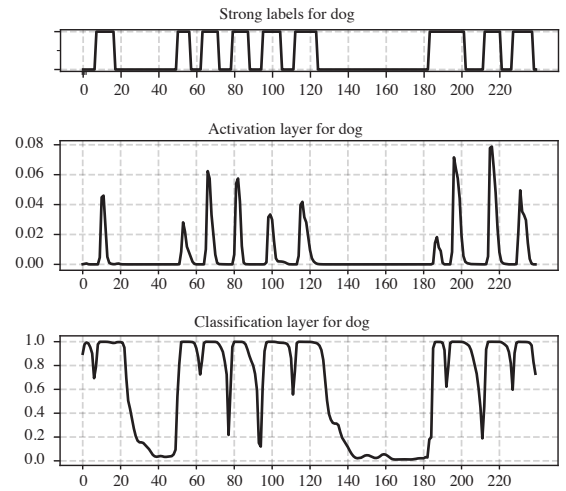 Strong labels for dog
0 20 40 60 80 100 120 140 160 180 200 220
Activation layer for dog
0.08
0.06
0.04
0.02
0.00
0 20 40 60 80 100 120 140 160 180 200 220
Classification layer for dog
1.0
0.8
0.6
0.4
0.2
0.0
0 20 40 60 80 100 120 140 160 180 200 220